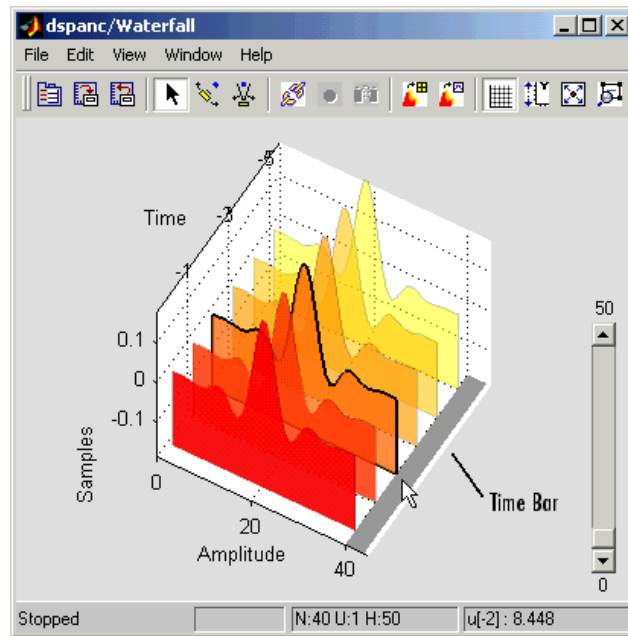 dspanc/Waterfall
File Edit View Window Help
-5
Time -3
-1
0.1
0
-0.1
Samples
0
20
Amplitude
40
50
0
Time Bar
Stopped N:40 U:1 H:50 u[-2] : 8.448